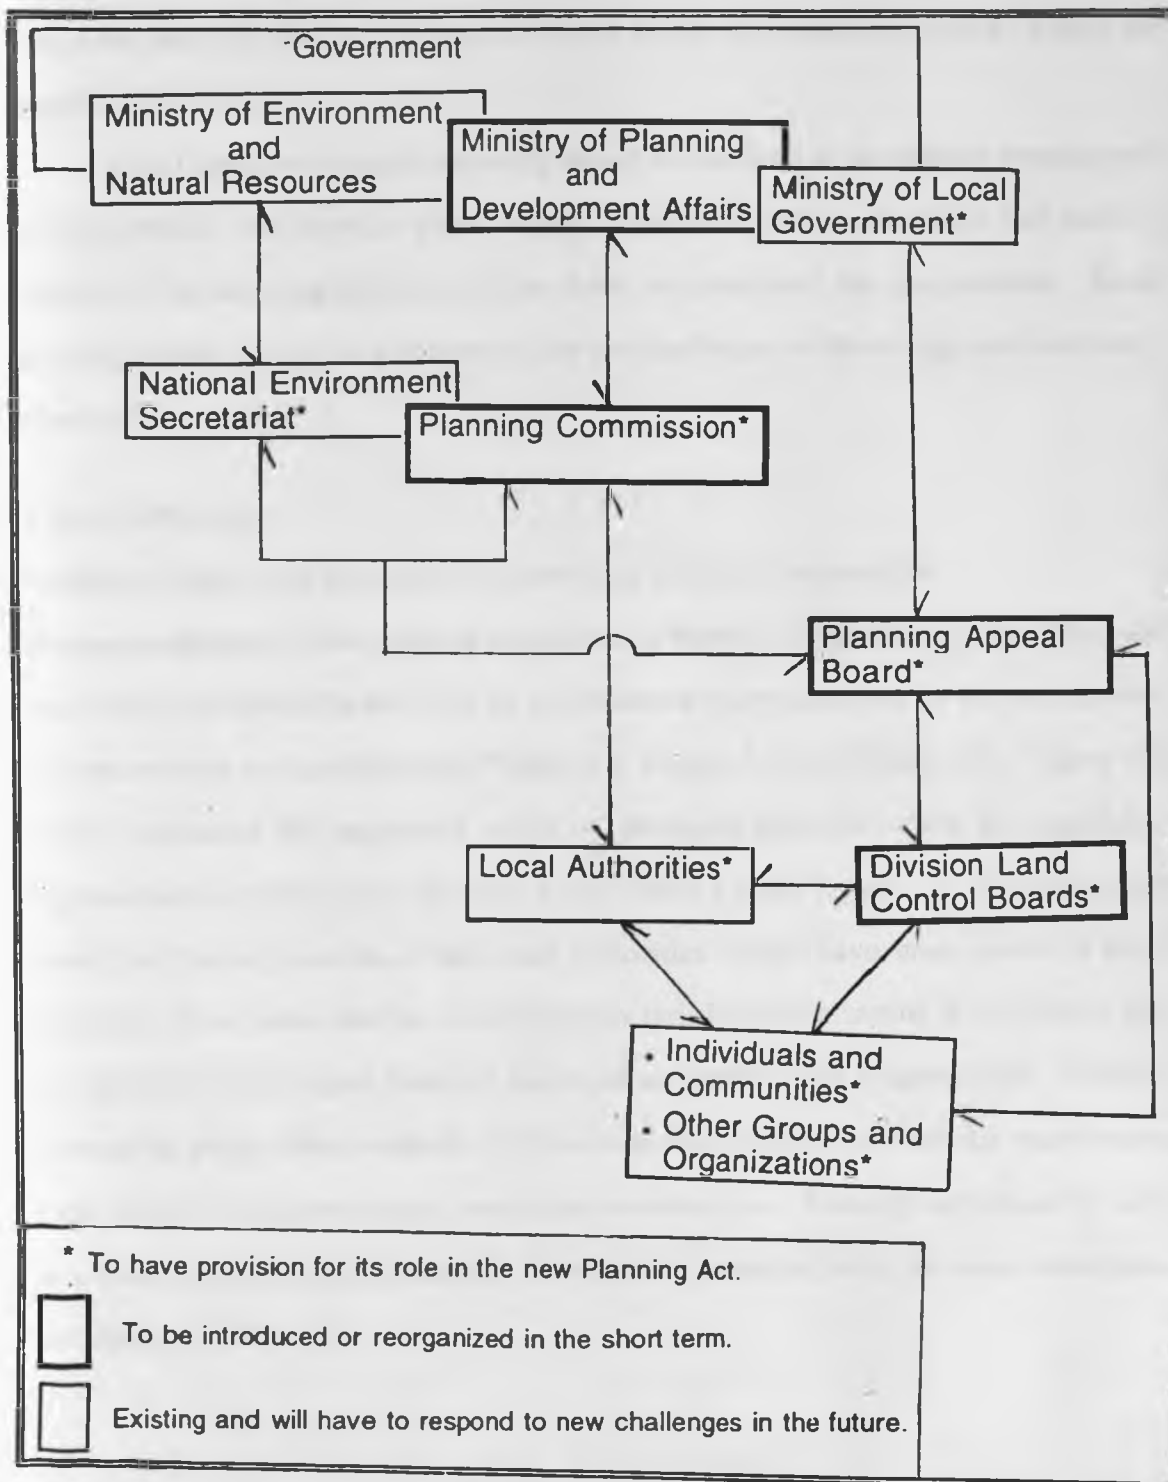 Government
Ministry of Environment
and
Natural Resources
Ministry of Planning
and
Development Affairs
Ministry of Local
Government*
National Environment
Secretariat*
Planning Commission*
Planning Appeal
Board*
Local Authorities*
Division Land
Control Boards*
• Individuals and
Communities*
• Other Groups and
Organizations*
* To have provision for its role in the new Planning Act.
To be introduced or reorganized in the short term.
Existing and will have to respond to new challenges in the future.